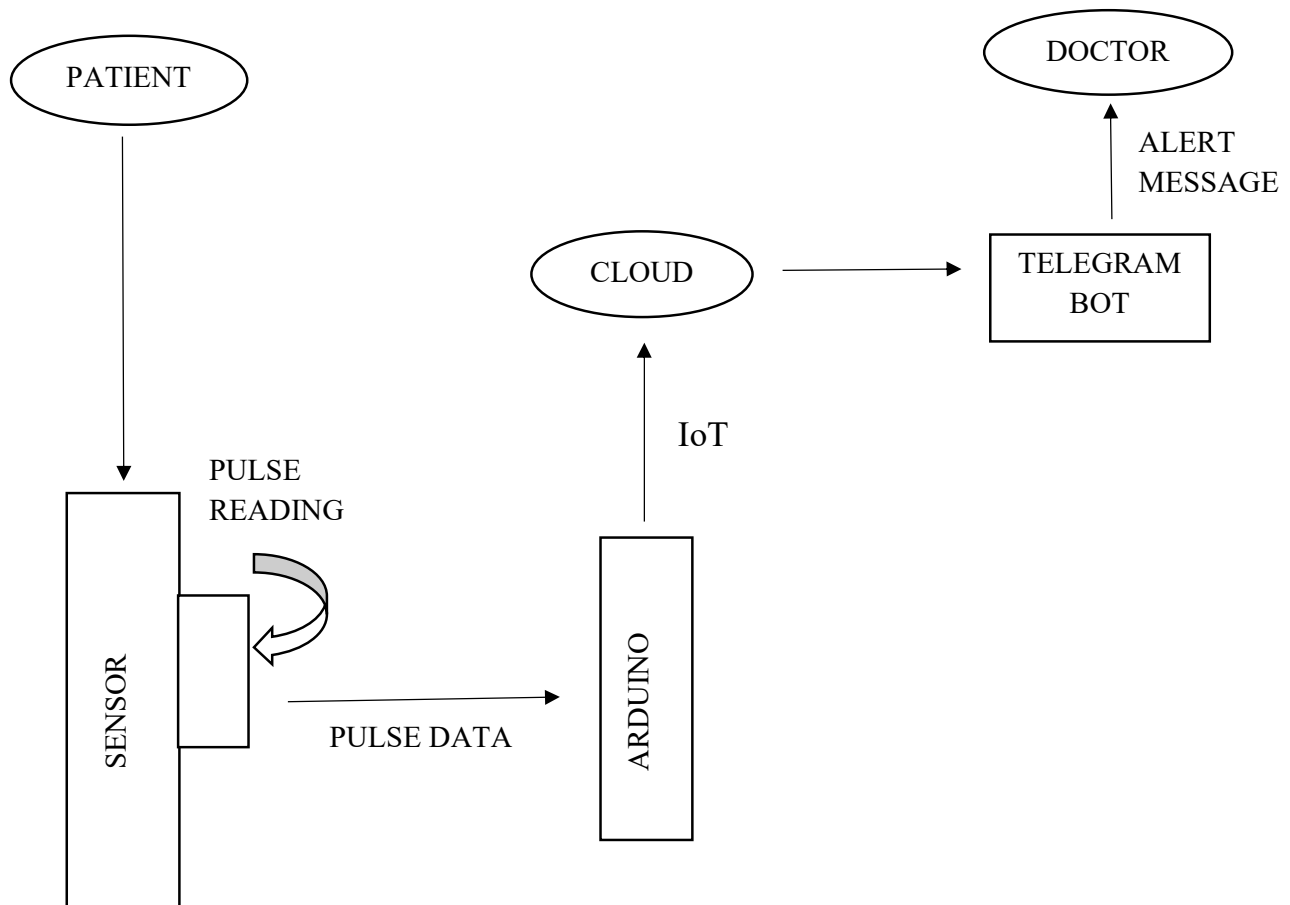 DOCTOR
PATIENT
ALERT
MESSAGE
CLOUD
TELEGRAM
BOT
IoT
PULSE
READING
SENSOR
PULSE DATA
ARDUINO